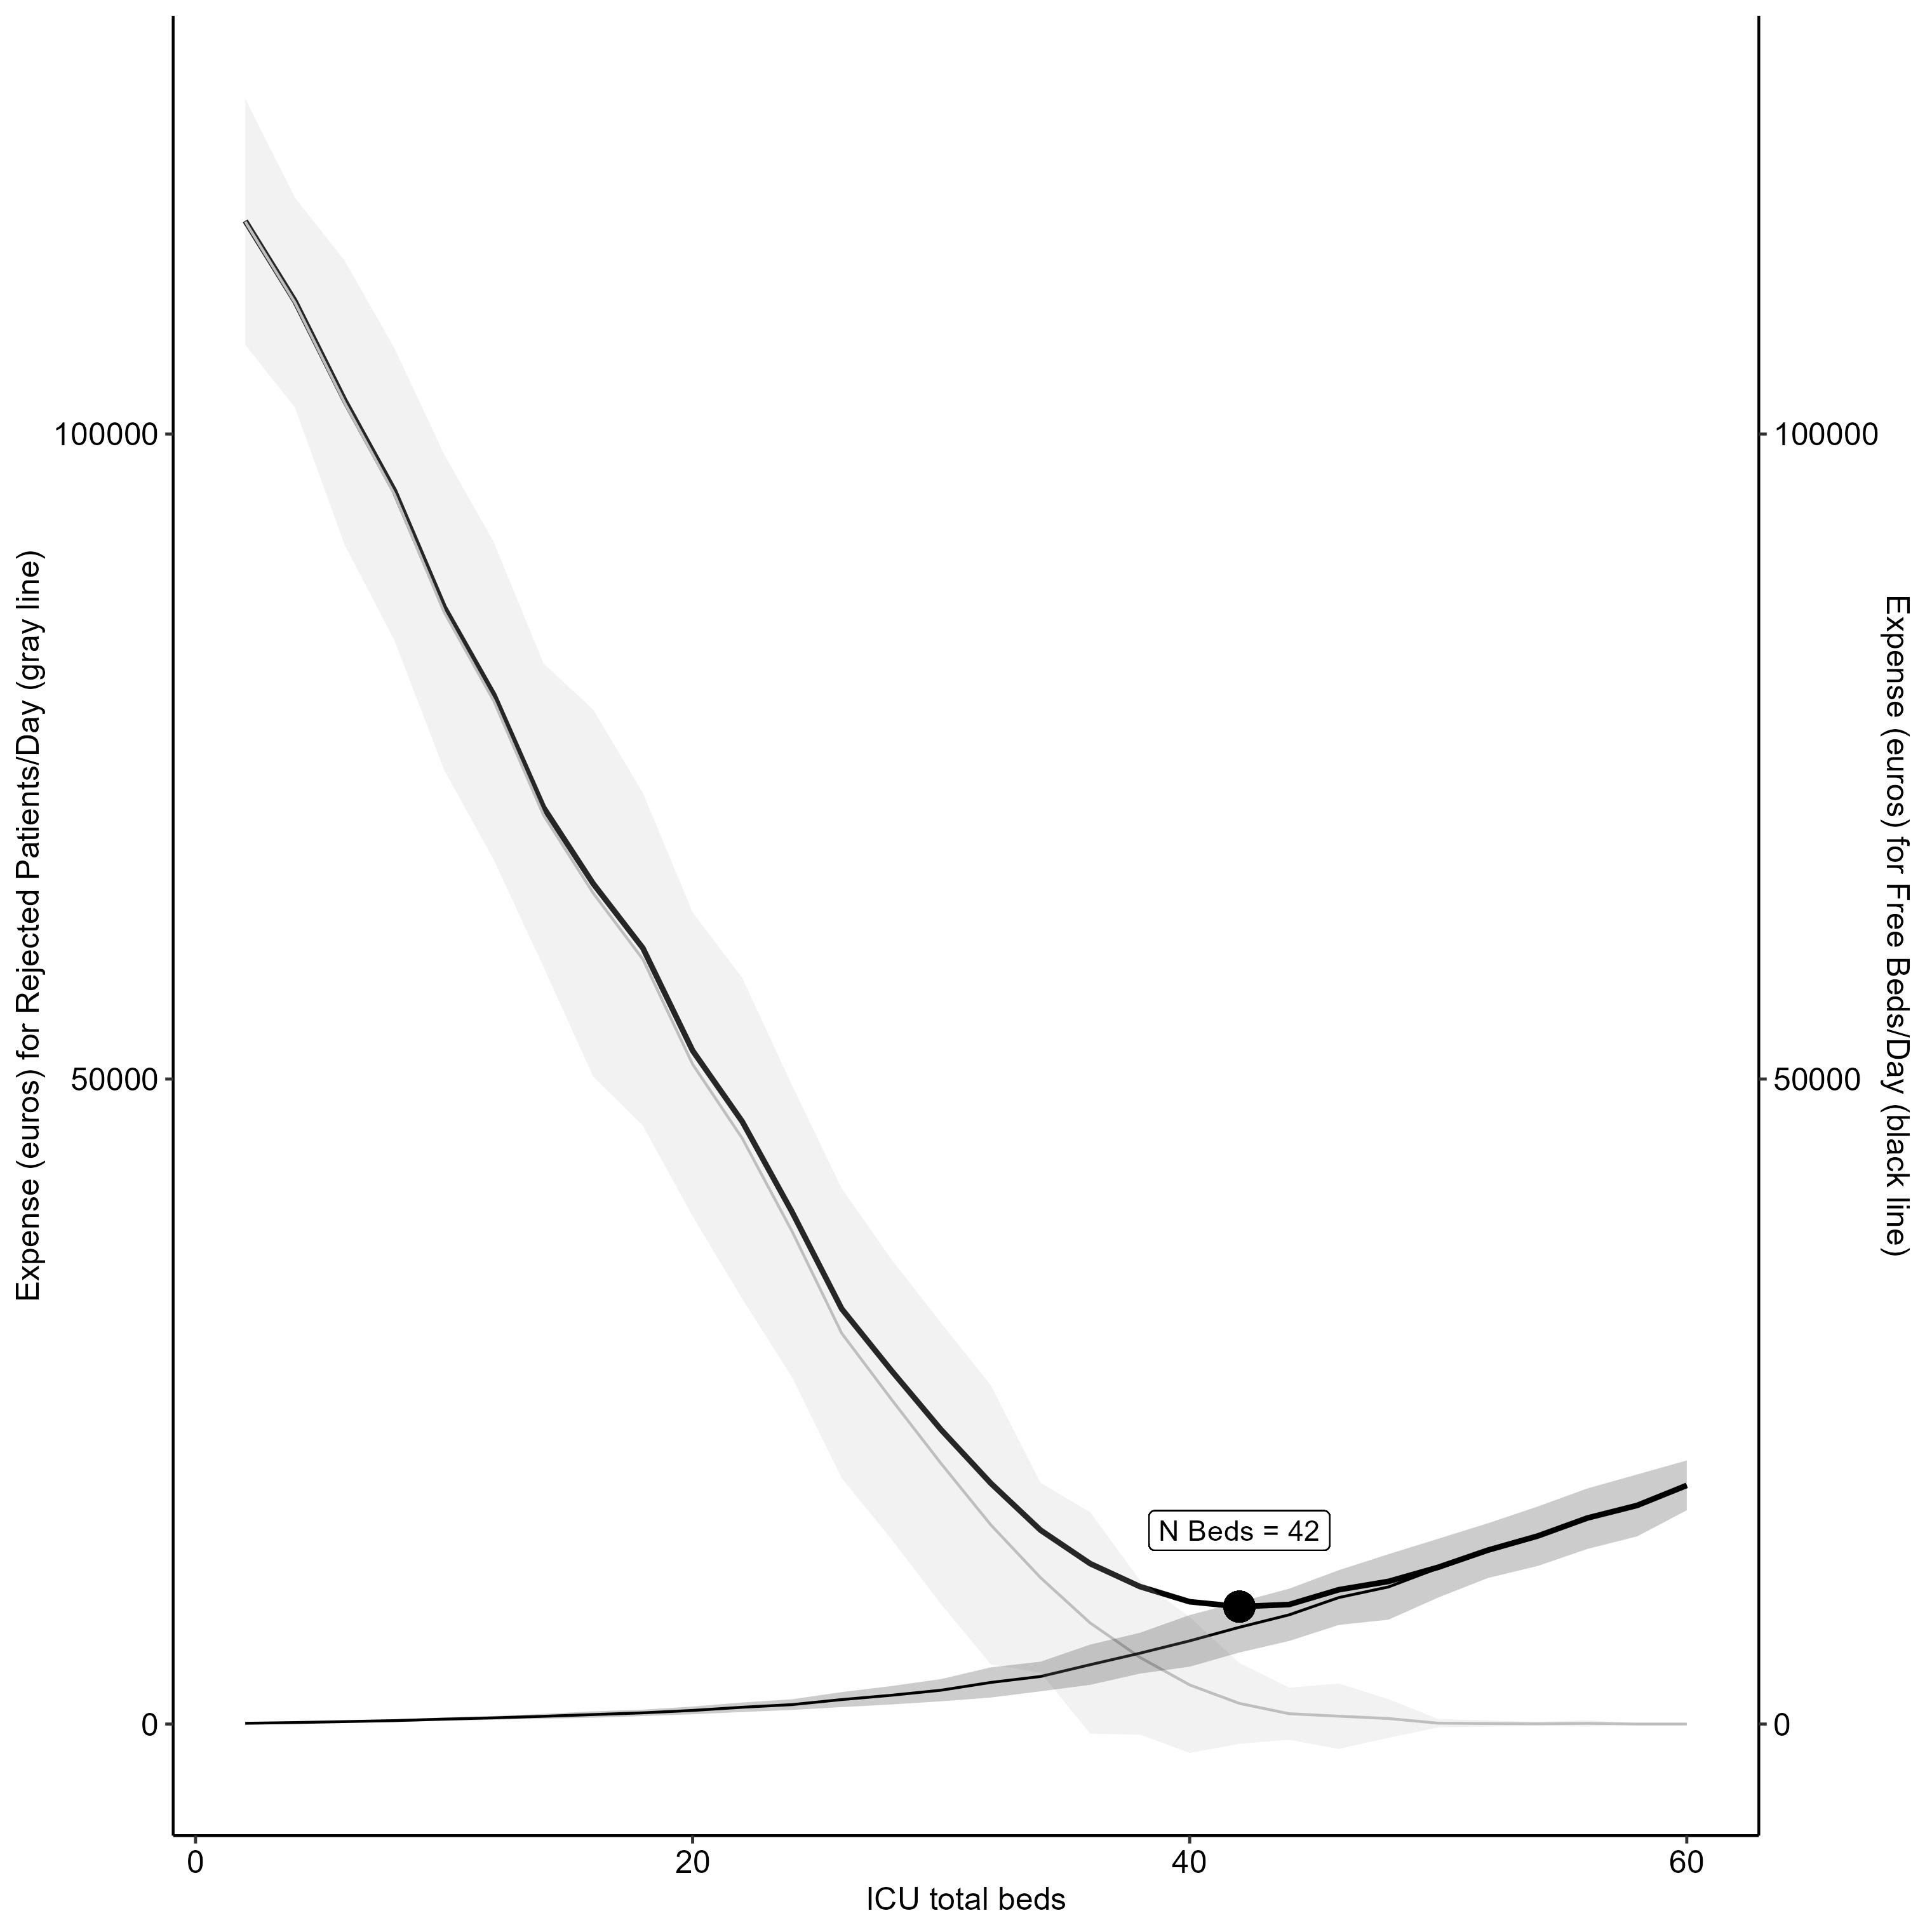 Expense (euros) for Rejected Patients/Day (gray line)
100000
50000
0
N Beds = 42
100000
50000
0
Expense (euros) for Free Beds/Day (black line)
0
20
40
60
ICU total beds